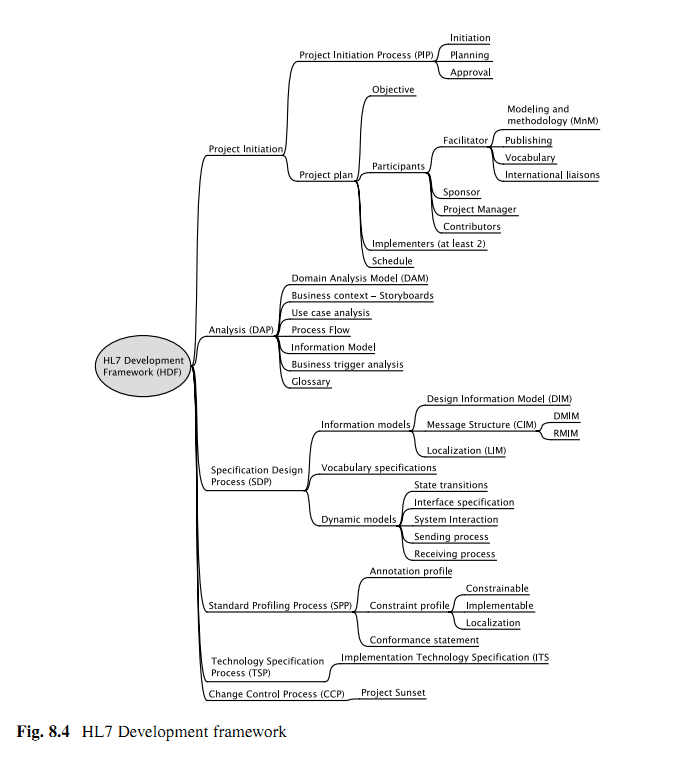 Initiation
Project Initiation Process (PIP)
Planning
Approval
Objective
Modeling and
methodology (MnM)
Facilitator
Publishing
Project Initiation
Vocabulary
Participants
Project plan
International liaisons
Sponsor
Project Manager
Contributors
Implementers (at least 2)
Schedule
Domain Analysis Model (DAM)
Business context – Storyboards
Use case analysis
Analysis (DAP)
Process Flow
Information Model
HL7 Development
Framework (HDF)
Business trigger analysis
Glossary
Design Information Model (DIM)
DMIM
Information models
Message Structure (CIM)
RMIM
Localization (LIM)
Specification Design
Process (SDP)
Vocabulary specifications
State transitions
Interface specification
Dynamic models
System Interaction
Sending process
Receiving process
Annotation profile
Constrainable
Standard Profiling Process (SPP)
Constraint profile
Implementable
Localization
Conformance statement
Technology Specification
Process (TSP)
Implementation Technology Specification (ITS
Change Control Process (CCP)
Project Sunset
Fig. 8.4 HL7 Development framework